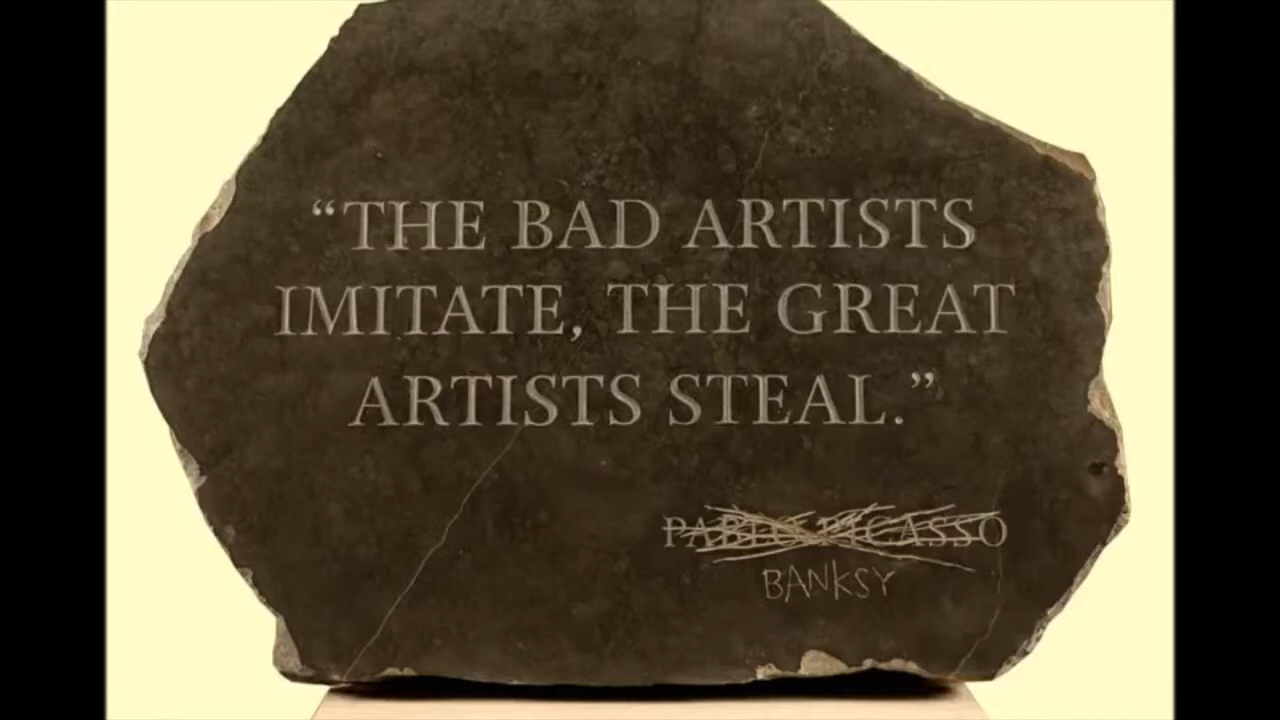 “THE BAD ARTISTS
IMITATE, THE GREAT
ARTISTS STEAL.”
PABLO PICASSO
BANKSY